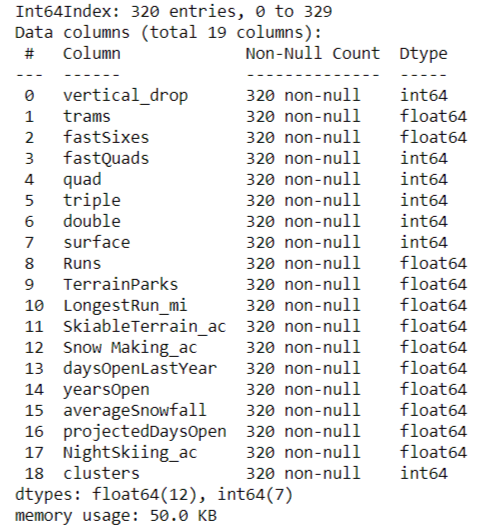 Int64Index: 320 entries, 0 to 329
Data columns (total 19 columns):
 #   Column             Non-Null Count  Dtype
---  ------             --------------  -----
 0   vertical_drop      320 non-null    int64
 1   trams              320 non-null    float64
 2   fastSixes          320 non-null    float64
 3   fastQuads          320 non-null    int64
 4   quad               320 non-null    int64
 5   triple             320 non-null    int64
 6   double             320 non-null    int64
 7   surface            320 non-null    int64
 8   Runs               320 non-null    float64
 9   TerrainParks       320 non-null    float64
 10  LongestRun_mi      320 non-null    float64
 11  SkiableTerrain_ac  320 non-null    float64
 12  Snow Making_ac     320 non-null    float64
 13  daysOpenLastYear   320 non-null    float64
 14  yearsOpen          320 non-null    float64
 15  averageSnowfall    320 non-null    float64
 16  projectedDaysOpen  320 non-null    float64
 17  NightSkiing_ac     320 non-null    float64
 18  clusters           320 non-null    int64
dtypes: float64(12), int64(7)
memory usage: 50.0 KB